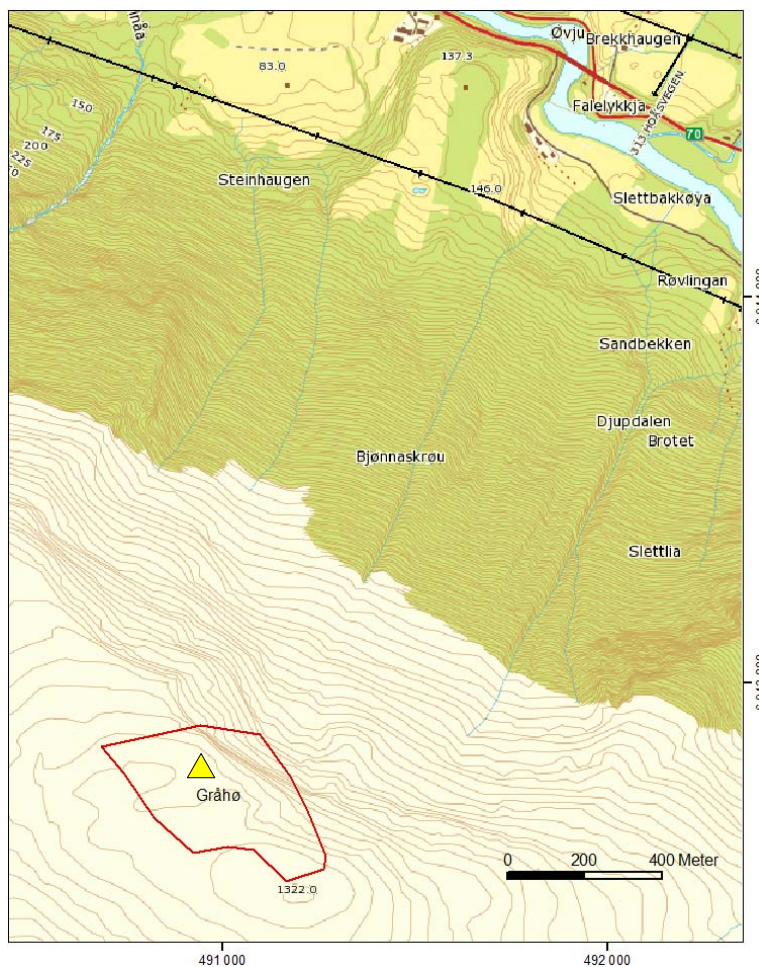 Øvju
Brekkhaugen
83.0
137.3
150
Falelykkja
175
313 HOÅSVEGEN
70
200
225
Steinhaugen
146.0
Slettbakkøya
Røvlingan
Sandbekken
Djupdalen
Brotet
Bjønnaskrøu
Slettlia
Gråhø
0 200 400 Meter
1322.0
491 000 492 000